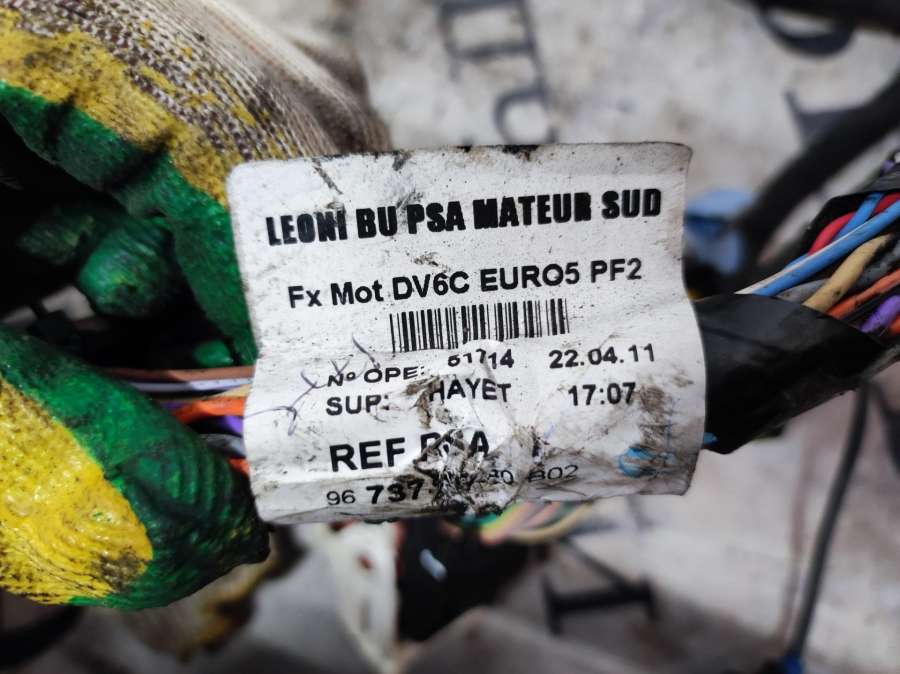 LEONI BU PSA MATEUR SUD
Fx Mot DV6C EURO5 PF2
Nº OPE: 61714 22.04.11
SUP: HAYET 17:07
REF PSA
96 737